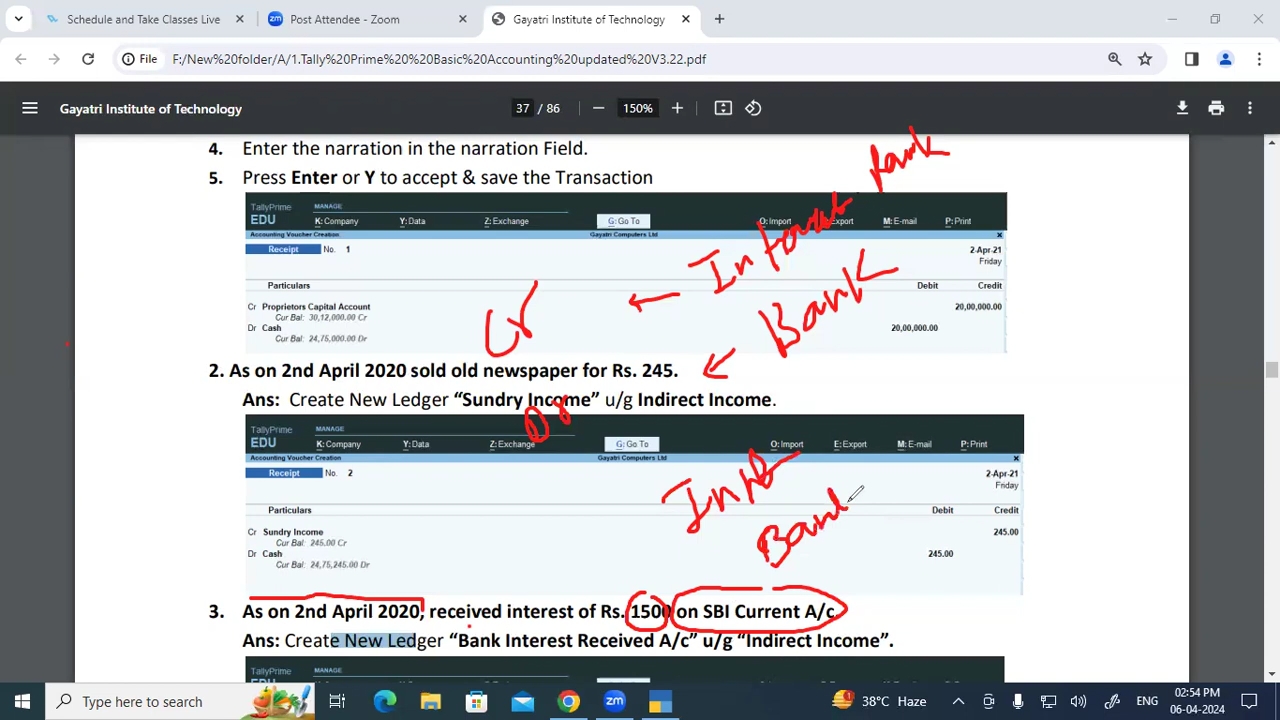 Schedule and Take Classes Live
Post Attendee - Zoom
Gayatri Institute of Technology
File
F:/New%20folder/A/1.Tally%20Prime%20%20Basic%20Accounting%20updated%20V3.22.pdf
Gayatri Institute of Technology
37 / 86
150%
4. Enter the narration in the narration Field.
5. Press Enter or Y to accept & save the Transaction
Bank
TallyPrime
EDU
MANAGE
K:Company Y:Data Z:Exchange G:Go To O:Import Export M:E-mail P:Print
Accounting Voucher Creation Gayatri Computers Ltd
Receipt No. 1 2-Apr-21
Friday
Particulars Debit Credit
Cr Proprietors Capital Account 20,00,000.00
Cur Bal: 30,12,000.00 Cr
Dr Cash 20,00,000.00
Cur Bal: 24,75,000.00 Dr
Cr
Bank
2. As on 2nd April 2020 sold old newspaper for Rs. 245.
Ans: Create New Ledger “Sundry Income” u/g Indirect Income.
Dr
TallyPrime
EDU
MANAGE
K:Company Y:Data Z:Exchange G:Go To O:Import E:Export M:E-mail P:Print
Accounting Voucher Creation Gayatri Computers Ltd
Receipt No. 2 2-Apr-21
Friday
Particulars Debit Credit
Cr Sundry Income 245.00
Cur Bal: 245.00 Cr
Dr Cash 245.00
Cur Bal: 24,75,245.00 Dr
3. As on 2nd April 2020, received interest of Rs. 1500 on SBI Current A/c.
Ans: Create New Ledger “Bank Interest Received A/c” u/g “Indirect Income”.
TallyPrime
MANAGE
Type here to search
38°C Haze
ENG
02:54 PM
06-04-2024